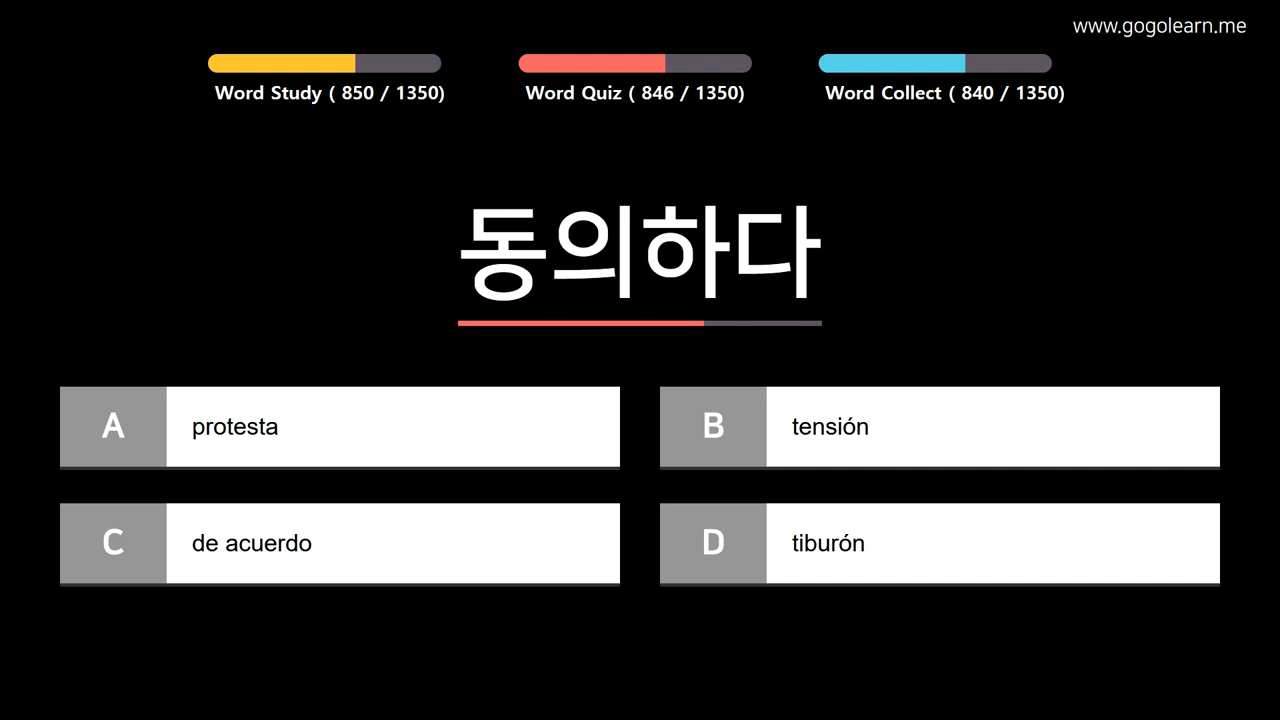 www.gogolearn.me
Word Study ( 850 / 1350)
Word Quiz ( 846 / 1350)
Word Collect ( 840 / 1350)
동의하다
A protesta
B tensión
C de acuerdo
D tiburón